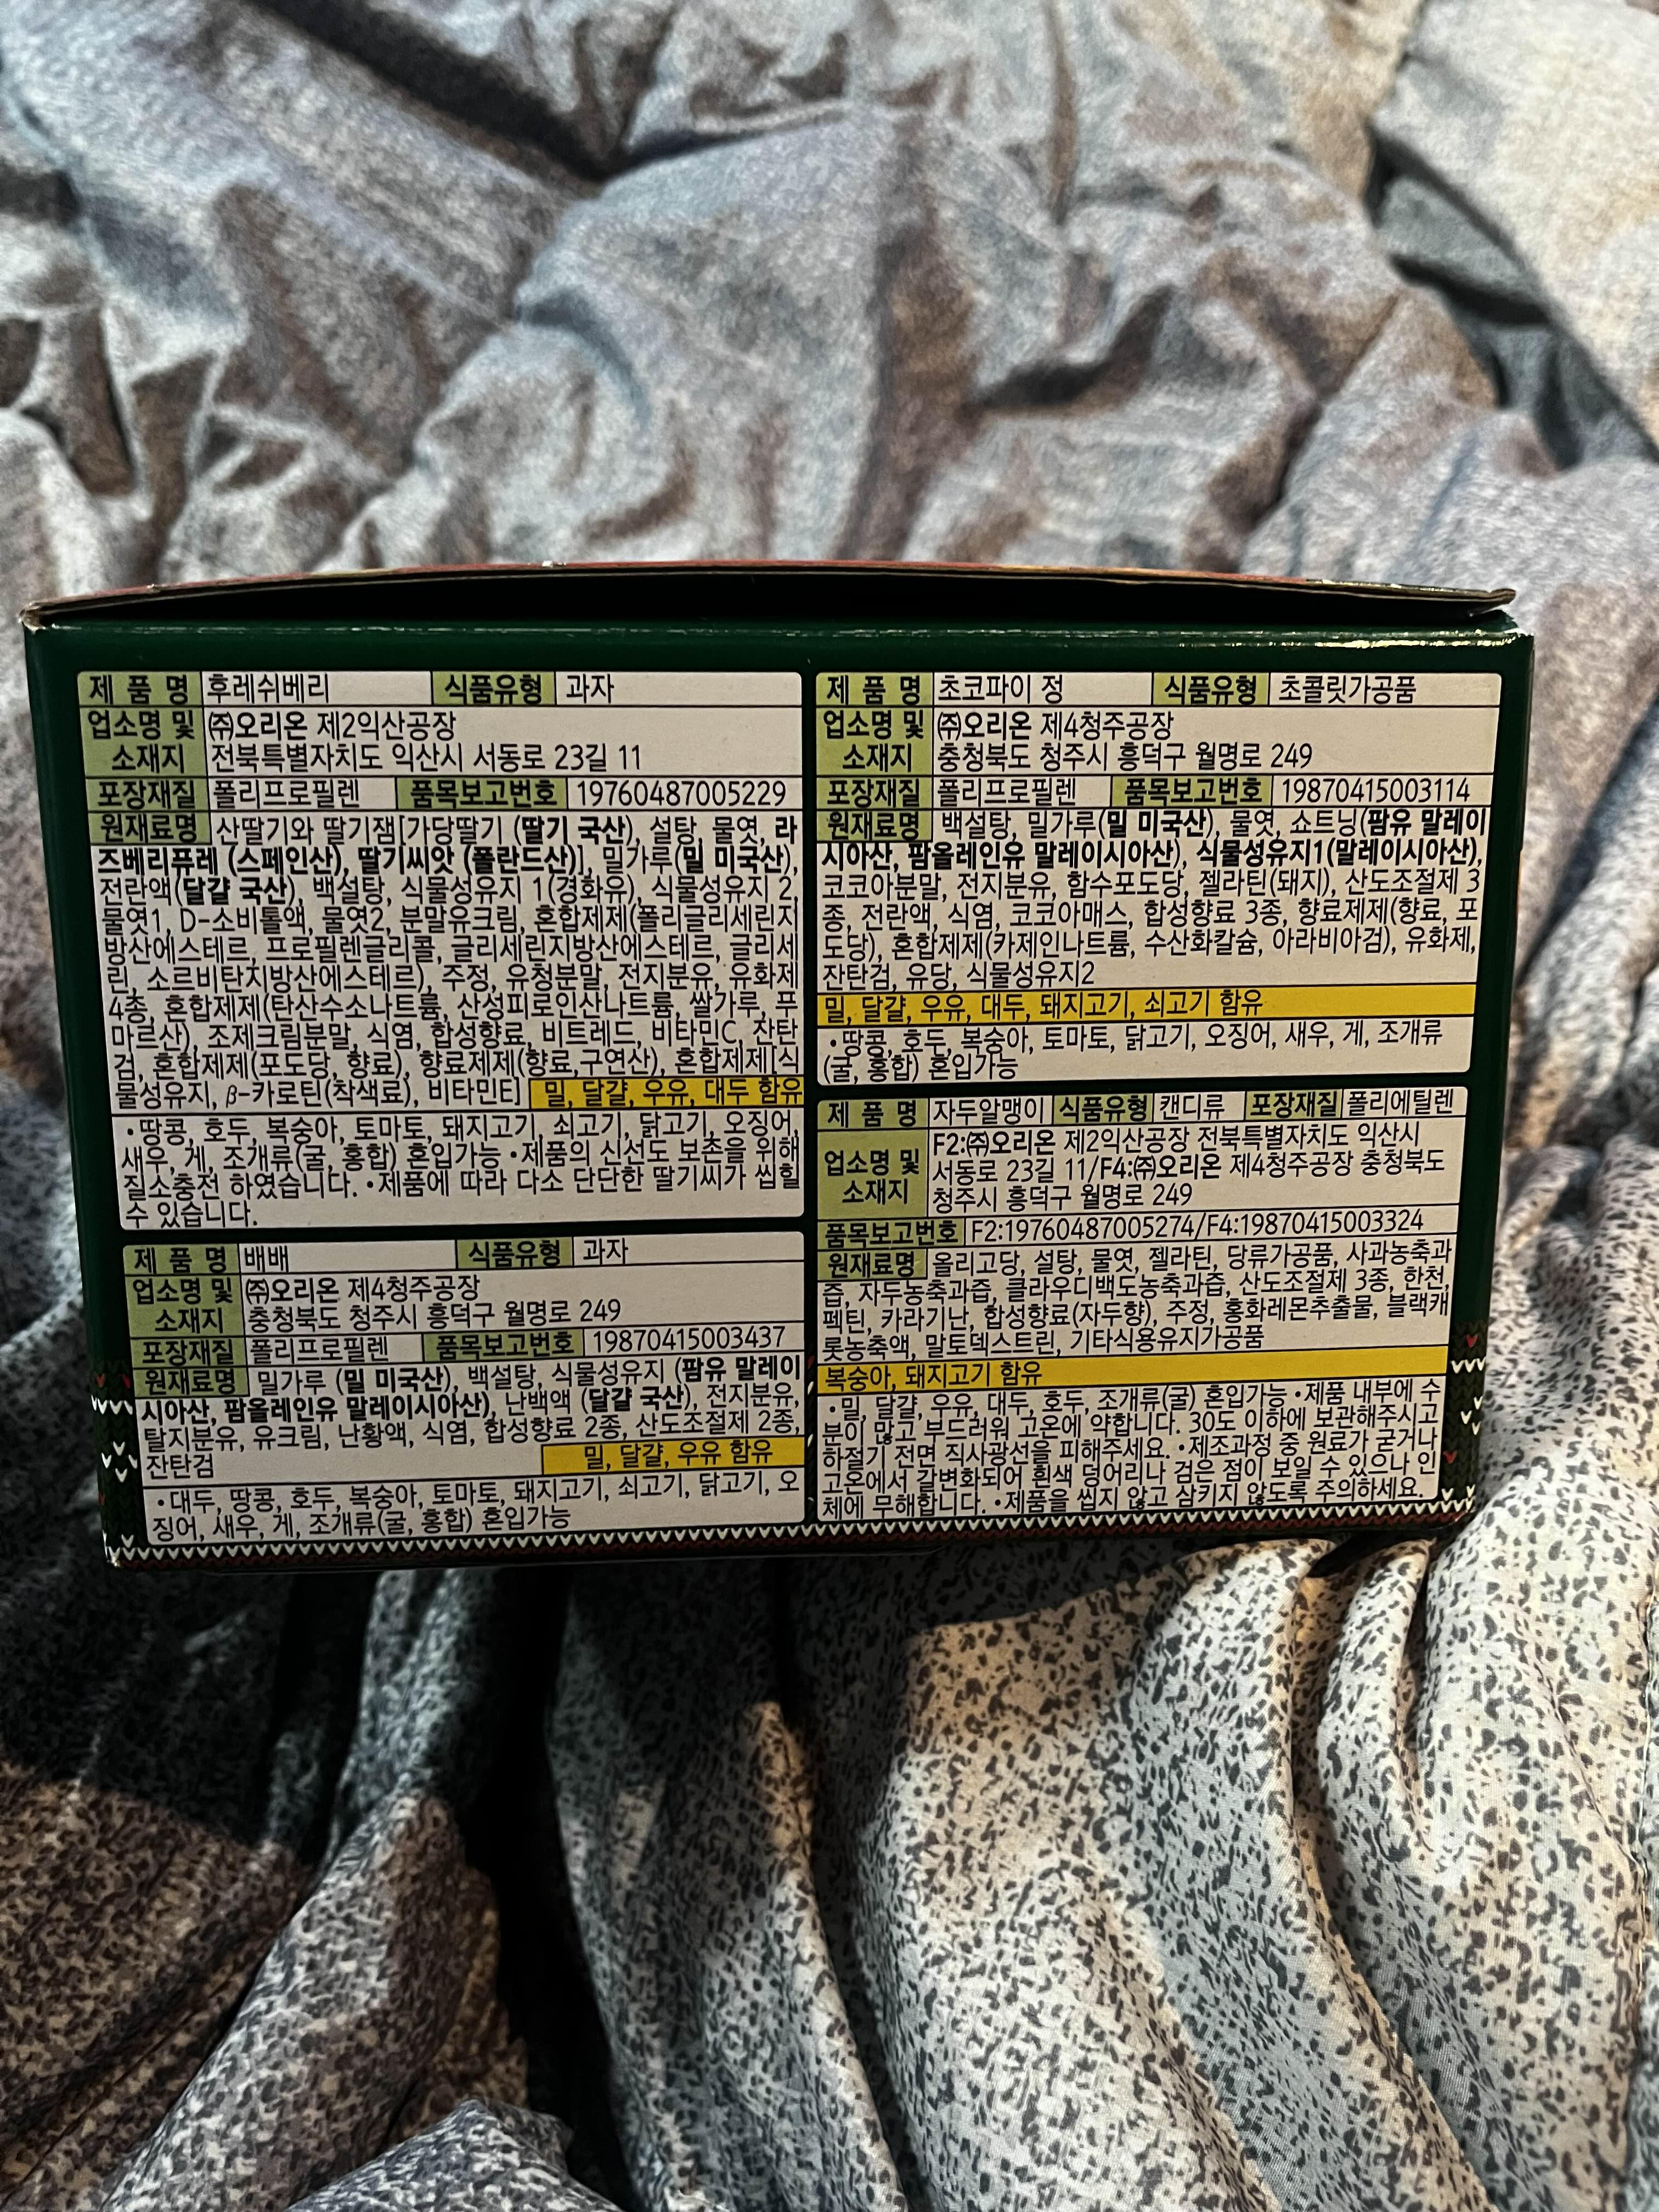 제 품 명 후레쉬베리 식품유형 과자
업소명 및 소재지 ㈜오리온 제2익산공장
전북특별자치도 익산시 서동로 23길 11
포장재질 폴리프로필렌 품목보고번호 19760487005229
원재료명 산딸기와 딸기잼[가당딸기 (딸기 국산), 설탕, 물엿, 라
즈베리퓨레 (스페인산), 딸기씨앗 (폴란드산)], 밀가루(밀 미국산),
전란액(달걀 국산), 백설탕, 식물성유지 1(경화유), 식물성유지 2,
물엿1, D-소비톨액, 물엿2, 분말유크림, 혼합제제(폴리글리세린지
방산에스테르, 프로필렌글리콜, 글리세린지방산에스테르, 글리세
린, 소르비탄지방산에스테르), 주정, 유청분말, 전지분유, 유화제
4종, 혼합제제(탄산수소나트륨, 산성피로인산나트륨, 쌀가루, 푸
마르산), 조제크림분말, 식염, 합성향료, 비트레드, 비타민C, 잔탄
검, 혼합제제(포도당, 향료), 향료제제(향료,구연산), 혼합제제[식
물성유지, β-카로틴(착색료), 비타민E] 밀, 달걀, 우유, 대두 함유
•땅콩, 호두, 복숭아, 토마토, 돼지고기, 쇠고기, 닭고기, 오징어,
새우, 게, 조개류(굴, 홍합) 혼입가능 •제품의 신선도 보존을 위해
질소충전 하였습니다. •제품에 따라 다소 단단한 딸기씨가 씹힐
수 있습니다.
제 품 명 배배 식품유형 과자
업소명 및 소재지 ㈜오리온 제4청주공장
충청북도 청주시 흥덕구 월명로 249
포장재질 폴리프로필렌 품목보고번호 19870415003437
원재료명 밀가루 (밀 미국산), 백설탕, 식물성유지 (팜유 말레이
시아산, 팜올레인유 말레이시아산), 난백액 (달걀 국산), 전지분유,
탈지분유, 유크림, 난황액, 식염, 합성향료 2종, 산도조절제 2종,
잔탄검 밀, 달걀, 우유 함유
•대두, 땅콩, 호두, 복숭아, 토마토, 돼지고기, 쇠고기, 닭고기, 오
징어, 새우, 게, 조개류(굴, 홍합) 혼입가능
제 품 명 초코파이 정 식품유형 초콜릿가공품
업소명 및 소재지 ㈜오리온 제4청주공장
충청북도 청주시 흥덕구 월명로 249
포장재질 폴리프로필렌 품목보고번호 19870415003114
원재료명 백설탕, 밀가루(밀 미국산), 물엿, 쇼트닝(팜유 말레이
시아산, 팜올레인유 말레이시아산), 식물성유지1(말레이시아산),
코코아분말, 전지분유, 함수포도당, 젤라틴(돼지), 산도조절제 3
종, 전란액, 식염, 코코아매스, 합성향료 3종, 향료제제(향료, 포
도당), 혼합제제(카제인나트륨, 수산화칼슘, 아라비아검), 유화제,
잔탄검, 유당, 식물성유지2
밀, 달걀, 우유, 대두, 돼지고기, 쇠고기 함유
•땅콩, 호두, 복숭아, 토마토, 닭고기, 오징어, 새우, 게, 조개류
(굴, 홍합) 혼입가능
제 품 명 자두알맹이 식품유형 캔디류 포장재질 폴리에틸렌
업소명 및 소재지 F2:㈜오리온 제2익산공장 전북특별자치도 익산시
서동로 23길 11/F4:㈜오리온 제4청주공장 충청북도
청주시 흥덕구 월명로 249
품목보고번호 F2:19760487005274/F4:19870415003324
원재료명 올리고당, 설탕, 물엿, 젤라틴, 당류가공품, 사과농축과
즙, 자두농축과즙, 클라우디백도농축과즙, 산도조절제 3종, 한천,
펙틴, 카라기난, 합성향료(자두향), 주정, 홍화레몬추출물, 블랙캐
롯농축액, 말토덱스트린, 기타식용유지가공품
복숭아, 돼지고기 함유
•밀, 달걀, 우유, 대두, 호두, 조개류(굴) 혼입가능 •제품 내부에 수
분이 많고 부드러워 고온에 약합니다. 30도 이하에 보관해주시고
하절기 전면 직사광선을 피해주세요. •제조과정 중 원료가 굳거나
고온에서 갈변화되어 흰색 덩어리나 검은 점이 보일 수 있으나 인
체에 무해합니다. •제품을 씹지 않고 삼키지 않도록 주의하세요.